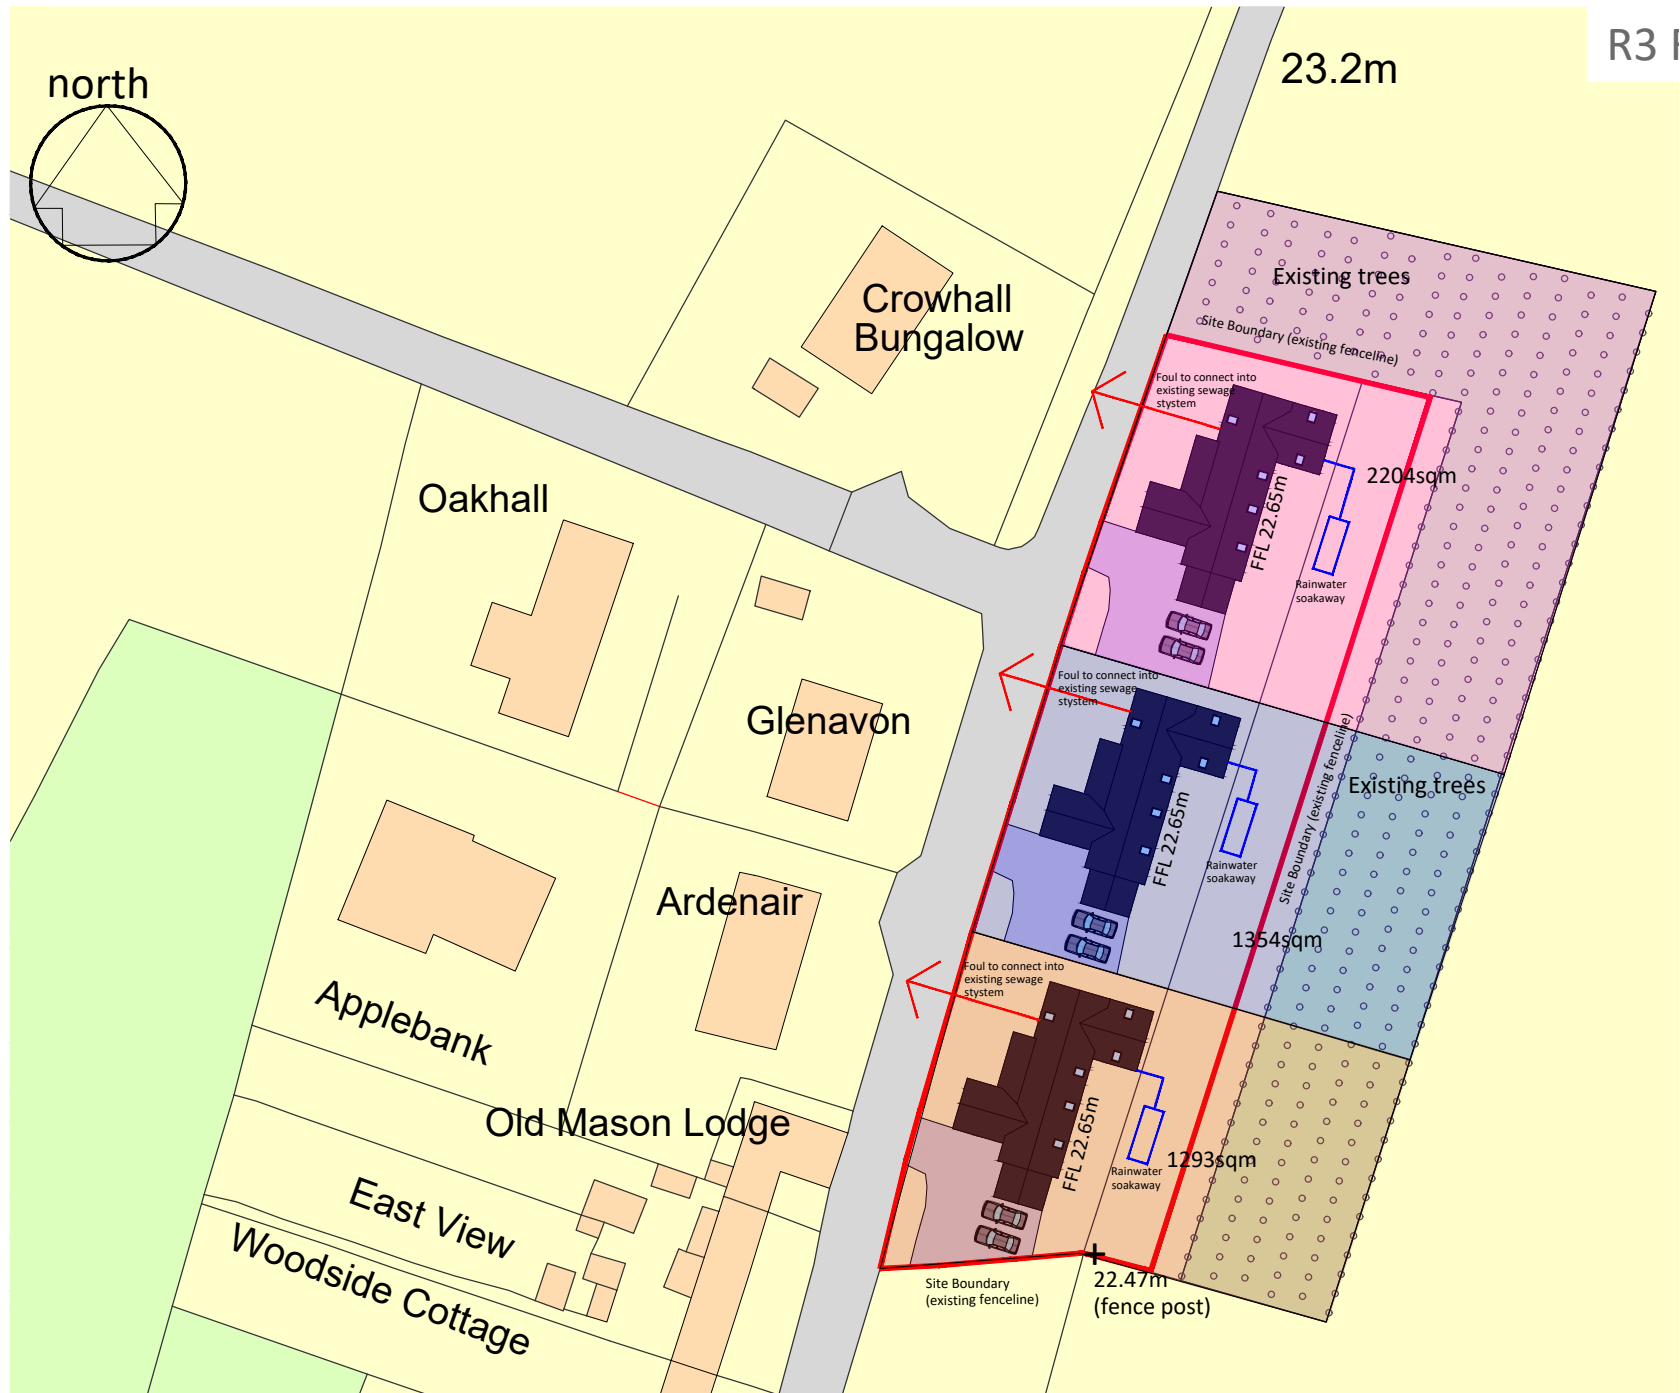 R3
north
23.2m
Existing trees
Crowhall
Bungalow
Site Boundary (existing fenceline)
Foul to connect into
existing sewage
stystem
2204sqm
FFL 22.65m
Oakhall
Rainwater
soakaway
Foul to connect into
existing sewage
stystem
Glenavon
Existing trees
FFL 22.65m
Site Boundary (existing fenceline)
Rainwater
soakaway
Ardenair
1354sqm
Foul to connect into
existing sewage
stystem
Applebank
Old Mason Lodge
FFL 22.65m
1293sqm
Rainwater
soakaway
East View
Woodside Cottage
Site Boundary
(existing fenceline)
22.47m
(fence post)